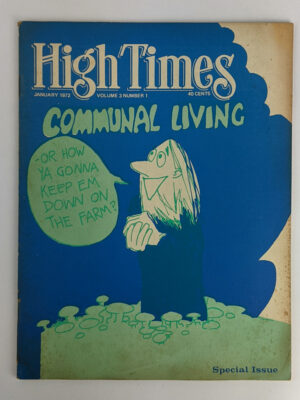 High Times
JANUARY 1972 VOLUME 3 NUMBER 1 40 CENTS
COMMUNAL LIVING
-OR HOW
YA GONNA
KEEP EM
DOWN ON
THE FARM?
Special Issue